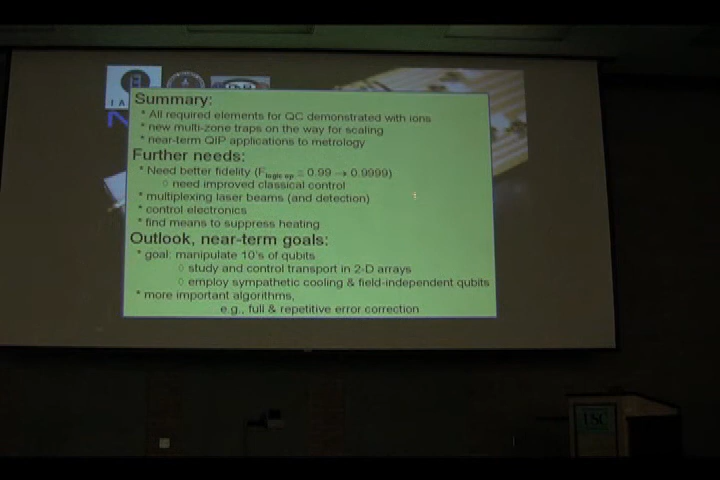 I A
N
Summary:
* All required elements for QC demonstrated with ions
* new multi-zone traps on the way for scaling
* near-term QIP applications to metrology
Further needs:
* Need better fidelity (Flogic op = 0.99 → 0.9999)
◊ need improved classical control
* multiplexing laser beams (and detection)
* control electronics
* find means to suppress heating
Outlook, near-term goals:
* goal: manipulate 10's of qubits
◊ study and control transport in 2-D arrays
◊ employ sympathetic cooling & field-independent qubits
* more important algorithms,
e.g., full & repetitive error correction
USC